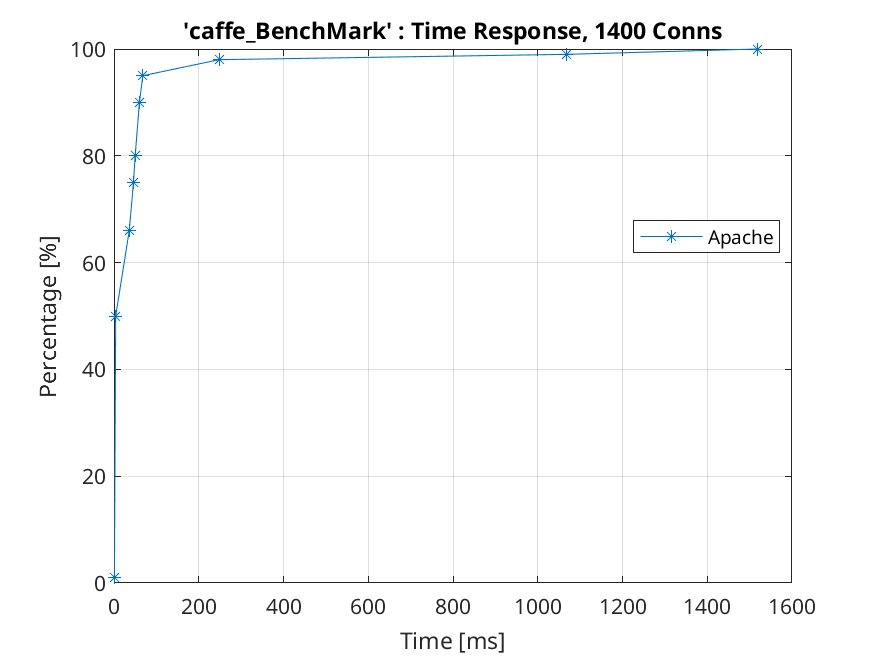 'caffe_BenchMark' : Time Response, 1400 Conns
100
80
60
40
20
0
Percentage [%]
Apache
0 200 400 600 800 1000 1200 1400 1600
Time [ms]